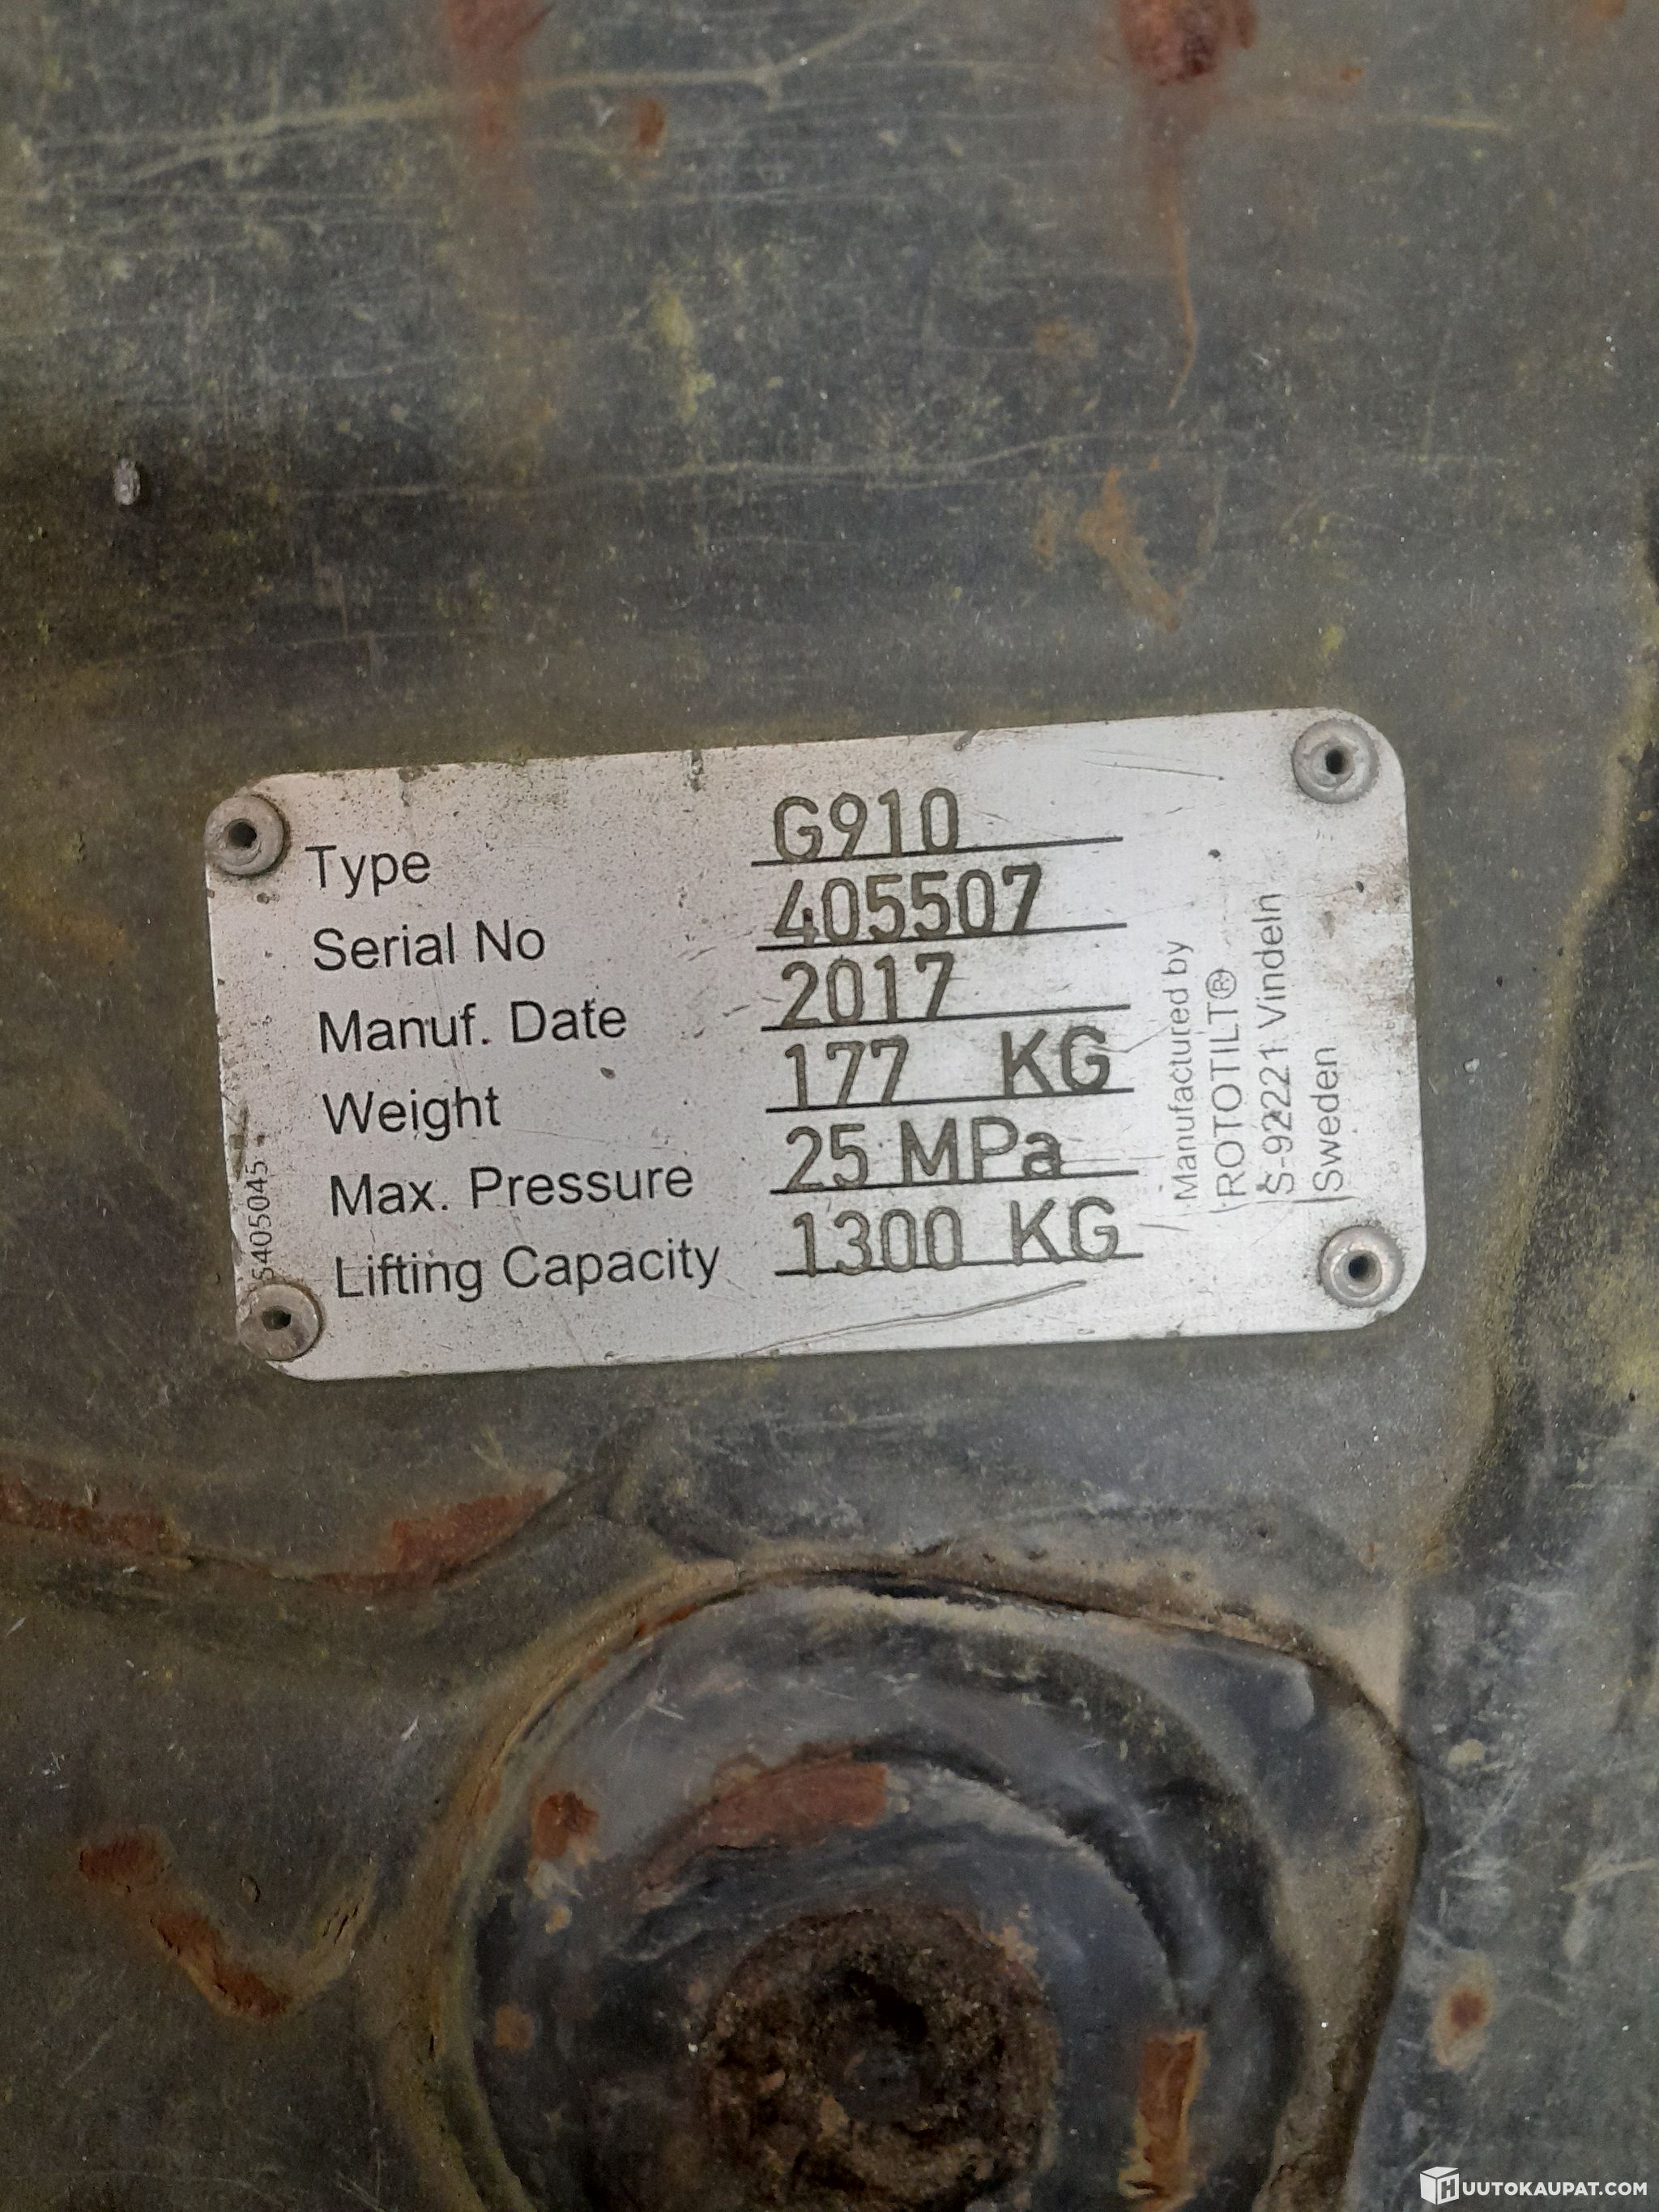 Type G910
Serial No 405507
Manuf. Date 2017
Weight 177 KG
Max. Pressure 25 MPa
Lifting Capacity 1300 KG
Manufactured by
ROTOTILT®
S-92221 Vindeln
Sweden
5405045
HUUTOKAUPAT.COM